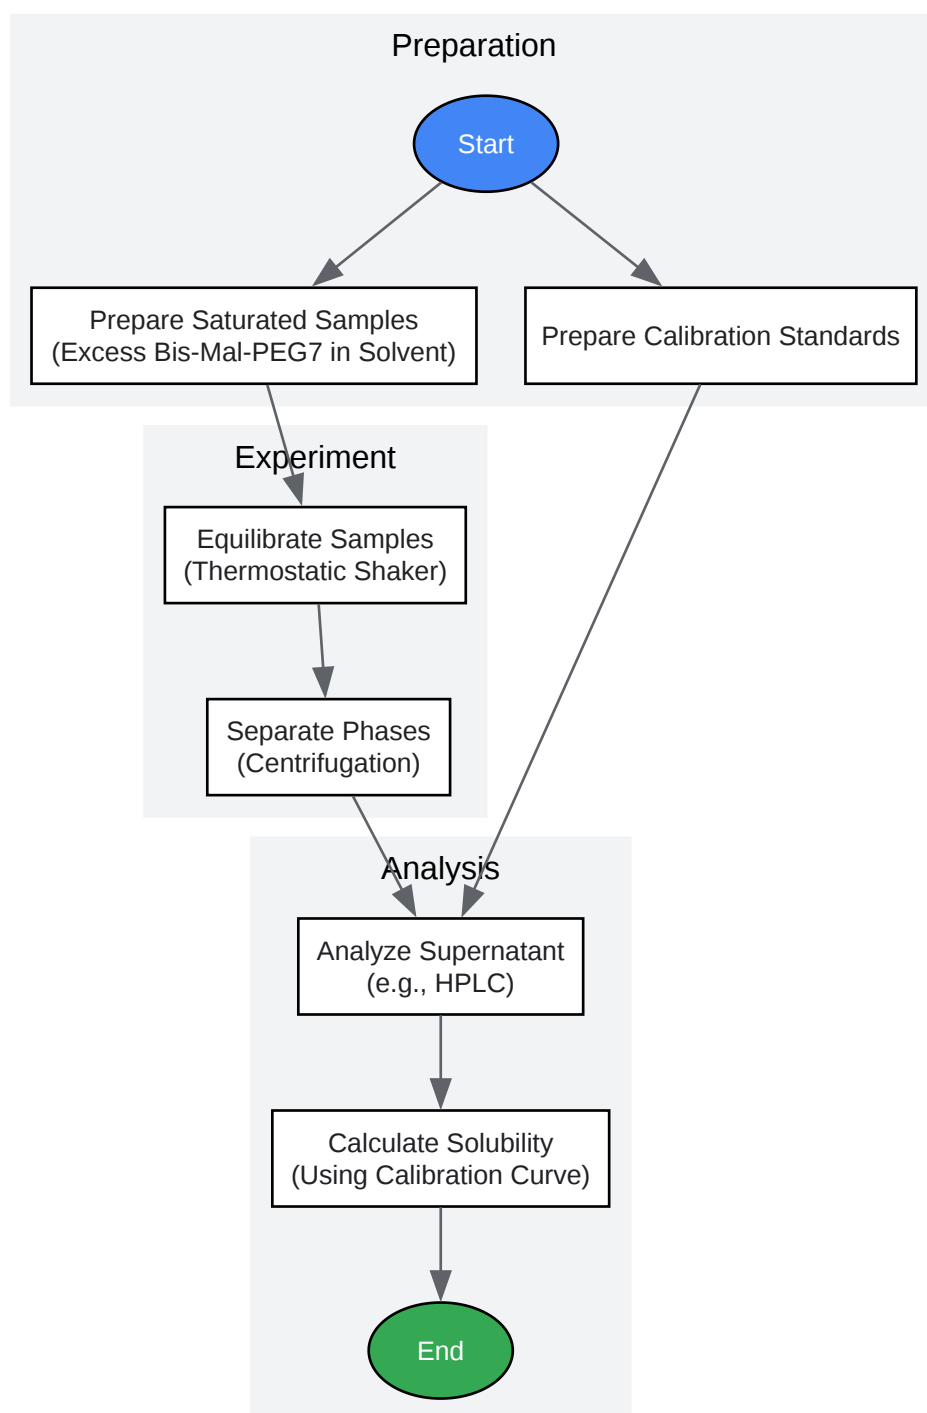 Preparation
Start
Prepare Saturated Samples
(Excess Bis-Mal-PEG7 in Solvent)
Prepare Calibration Standards
Experiment
Equilibrate Samples
(Thermostatic Shaker)
Separate Phases
(Centrifugation)
Analysis
Analyze Supernatant
(e.g., HPLC)
Calculate Solubility
(Using Calibration Curve)
End